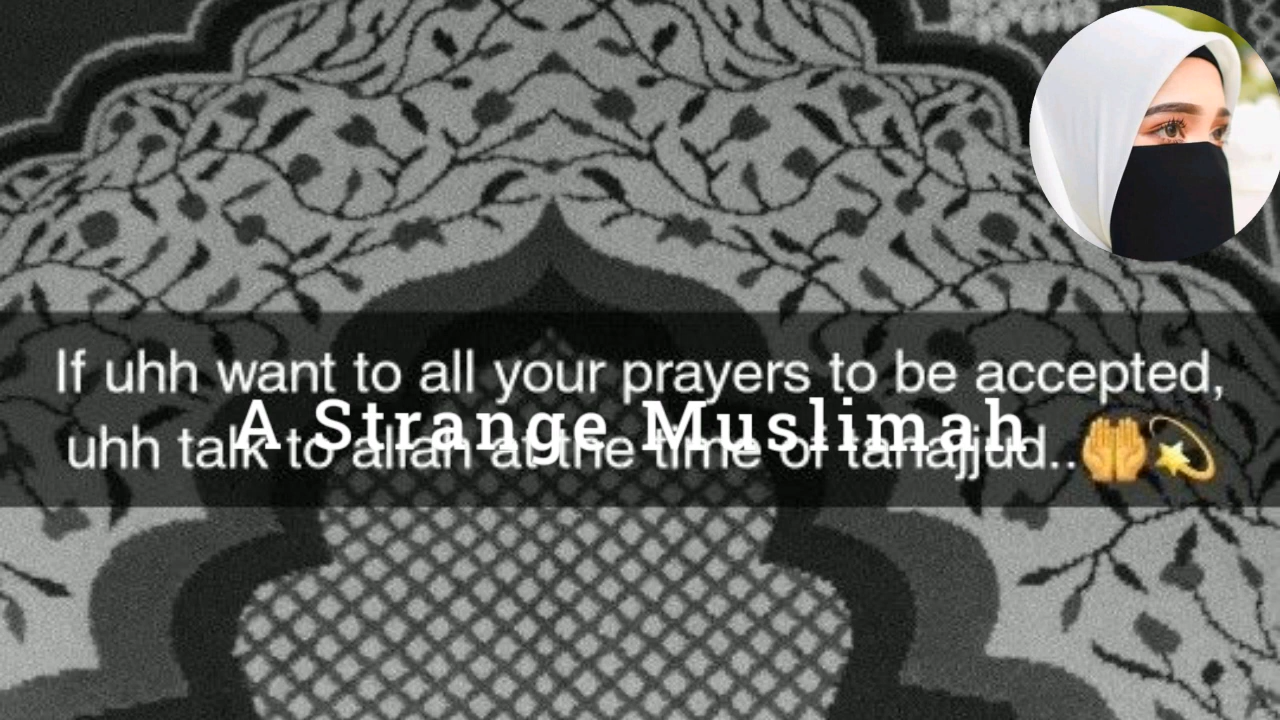 If uhh want to all your prayers to be accepted,
A Strange Muslimah
uhh talk to allah at the time of tahajjud..🤲💫